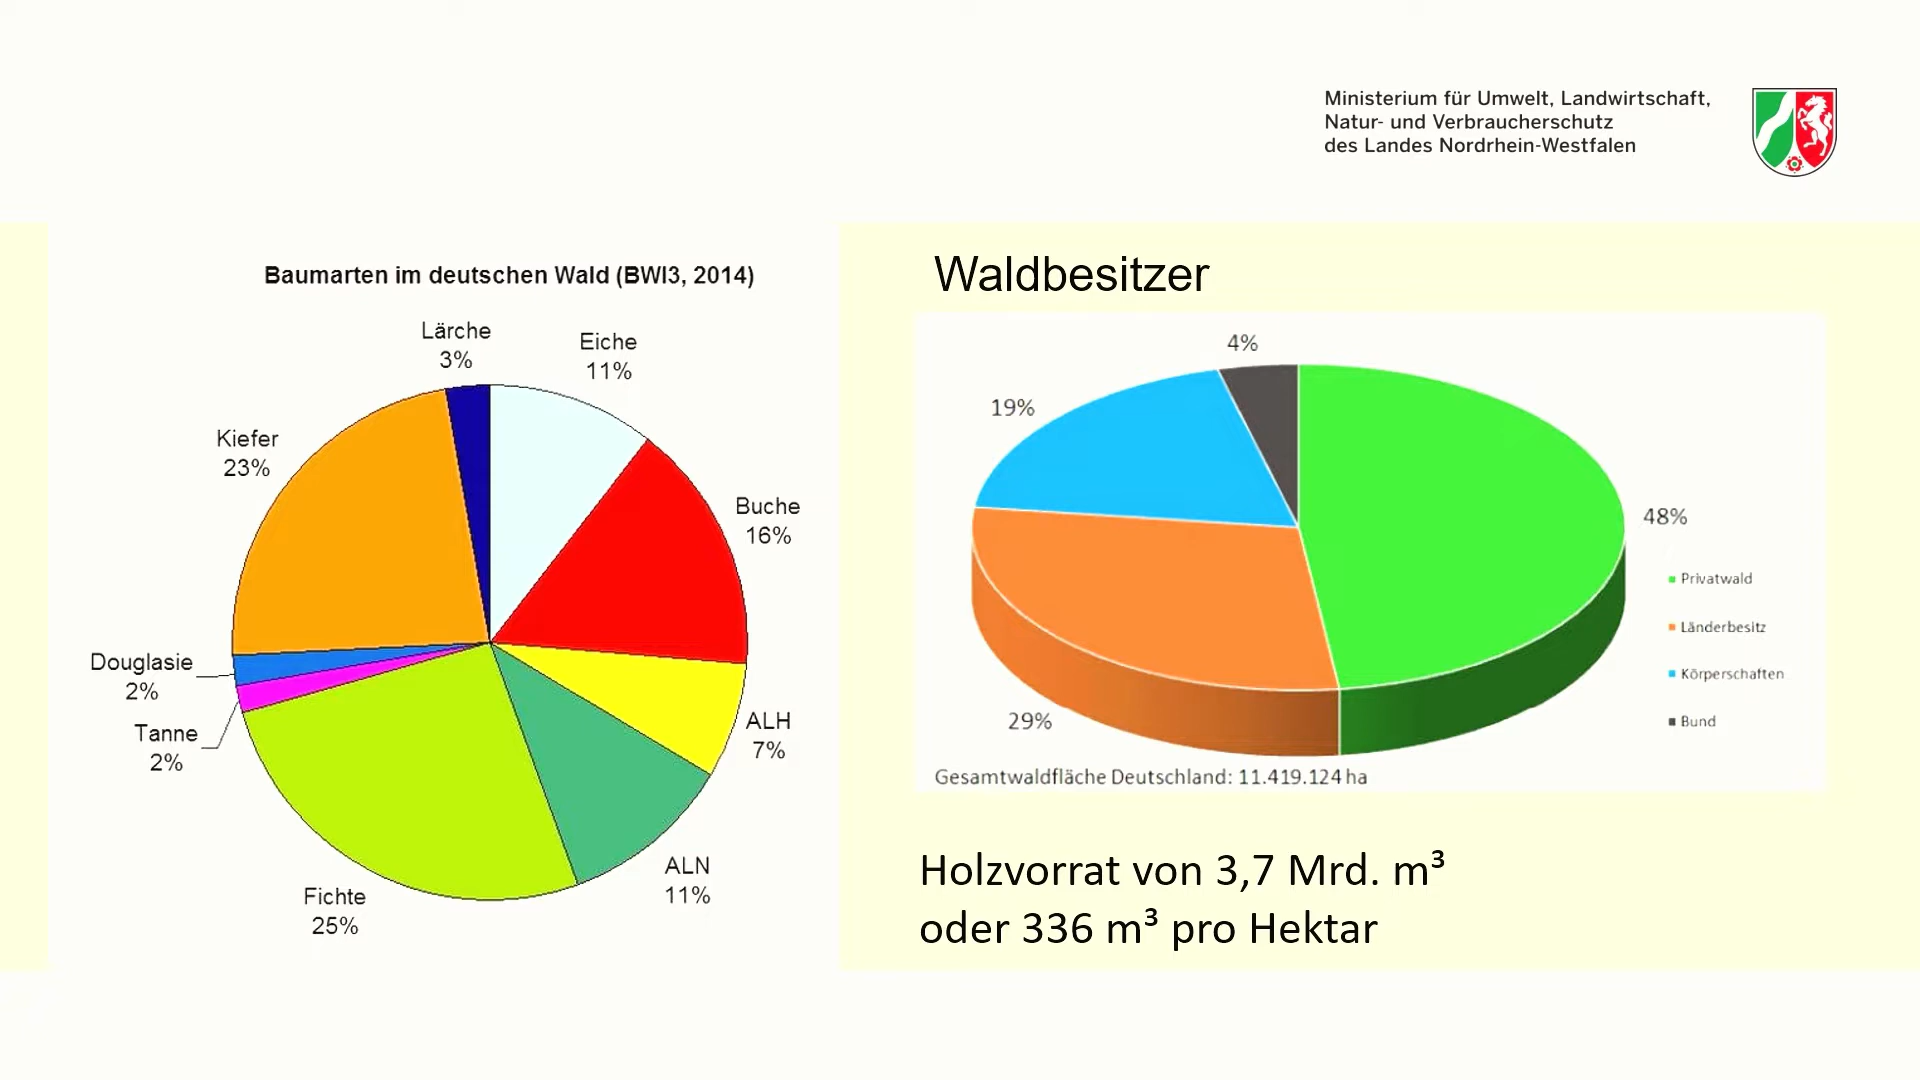 Ministerium für Umwelt, Landwirtschaft,
Natur- und Verbraucherschutz
des Landes Nordrhein-Westfalen
Baumarten im deutschen Wald (BWI3, 2014)
Lärche
3%
Eiche
11%
Kiefer
23%
Buche
16%
Douglasie
2%
Tanne
2%
ALH
7%
ALN
11%
Fichte
25%
Waldbesitzer
4%
19%
48%
29%
Privatwald
Länderbesitz
Körperschaften
Bund
Gesamtwaldfläche Deutschland: 11.419.124 ha
Holzvorrat von 3,7 Mrd. m³
oder 336 m³ pro Hektar